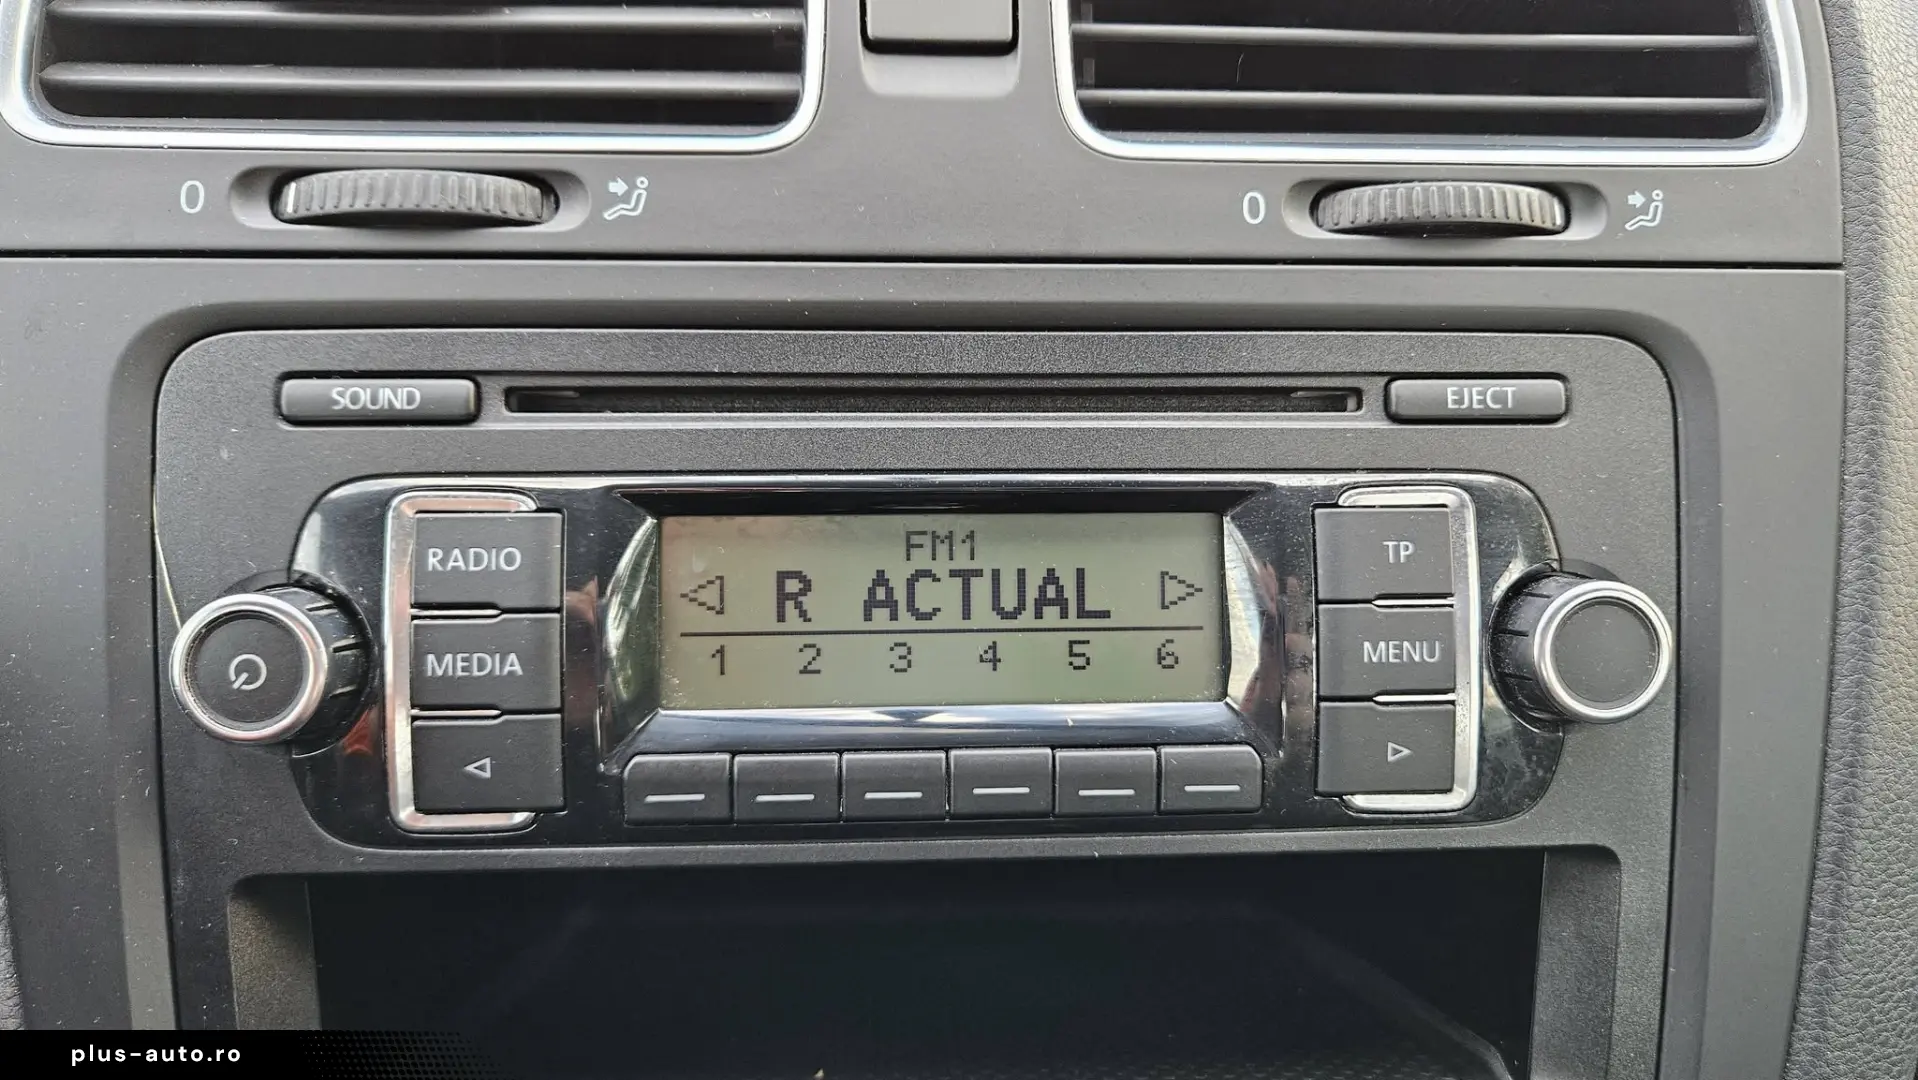 0
0
SOUND
EJECT
RADIO
MEDIA
FM1
R ACTUAL
1 2 3 4 5 6
TP
MENU
plus-auto.ro